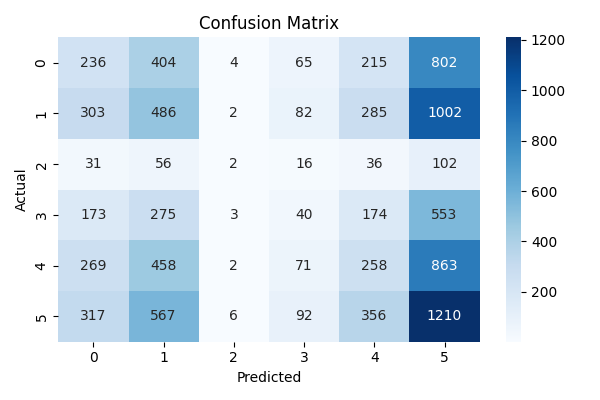 Confusion Matrix
Actual
0 236 404 4 65 215 802
1 303 486 2 82 285 1002
2 31 56 2 16 36 102
3 173 275 3 40 174 553
4 269 458 2 71 258 863
5 317 567 6 92 356 1210
0 1 2 3 4 5
Predicted
1200
1000
800
600
400
200